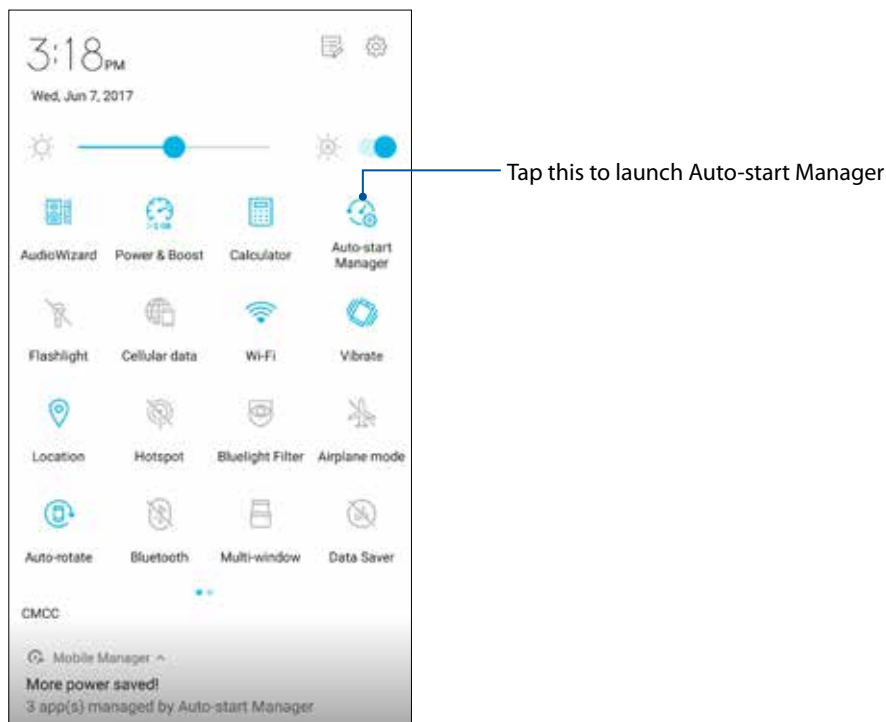 3:18 PM
Wed, Jun 7, 2017
Tap this to launch Auto-start Manager
AudioWizard
Power & Boost
Calculator
Auto-start
Manager
Flashlight
Cellular data
Wi-Fi
Vibrate
Location
Hotspot
Bluelight Filter
Airplane mode
Auto-rotate
Bluetooth
Multi-window
Data Saver
CMCC
Mobile Manager
More power saved!
3 app(s) managed by Auto-start Manager